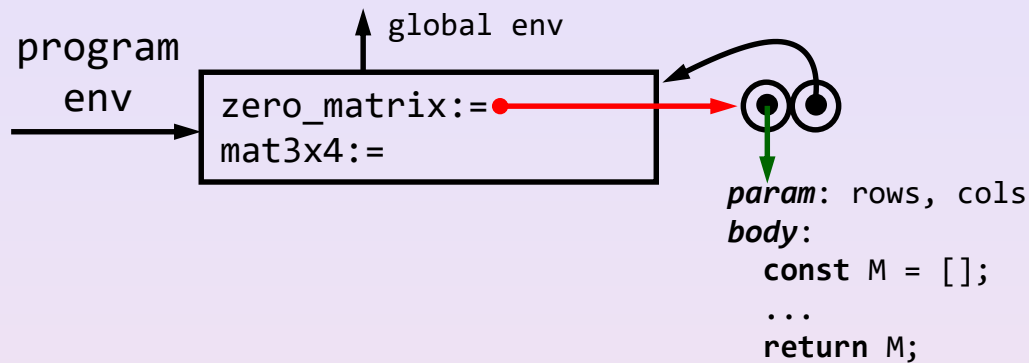 global env
program
env
zero_matrix:=
mat3x4:=
param: rows, cols
body:
const M = [];
...
return M;